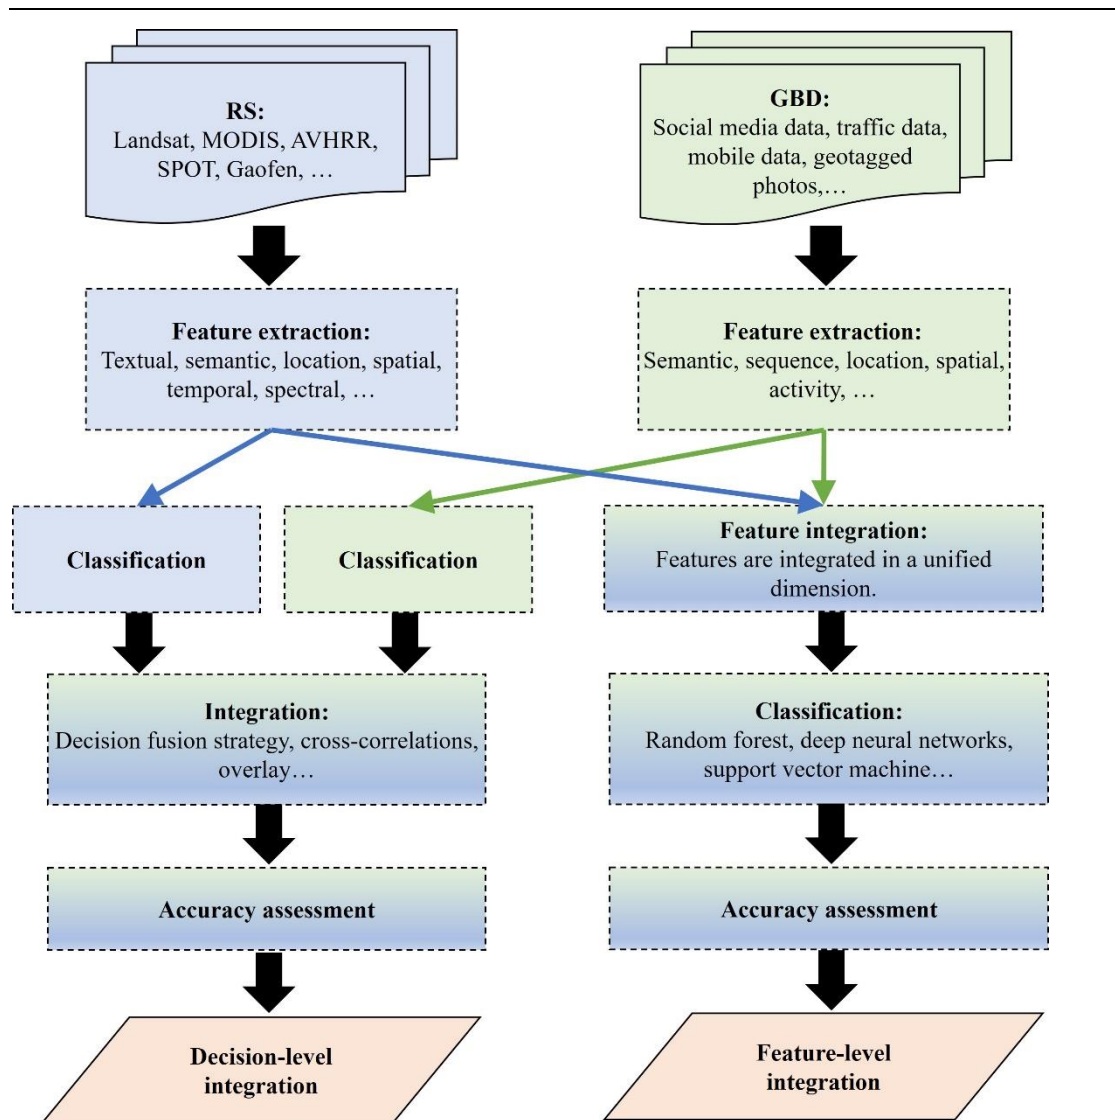 RS:
Landsat, MODIS, AVHRR,
SPOT, Gaofen, …
GBD:
Social media data, traffic data,
mobile data, geotagged
photos,…
Feature extraction:
Textual, semantic, location, spatial,
temporal, spectral, …
Feature extraction:
Semantic, sequence, location, spatial,
activity, …
Classification
Classification
Feature integration:
Features are integrated in a unified
dimension.
Integration:
Decision fusion strategy, cross-correlations,
overlay…
Classification:
Random forest, deep neural networks,
support vector machine…
Accuracy assessment
Accuracy assessment
Decision-level
integration
Feature-level
integration